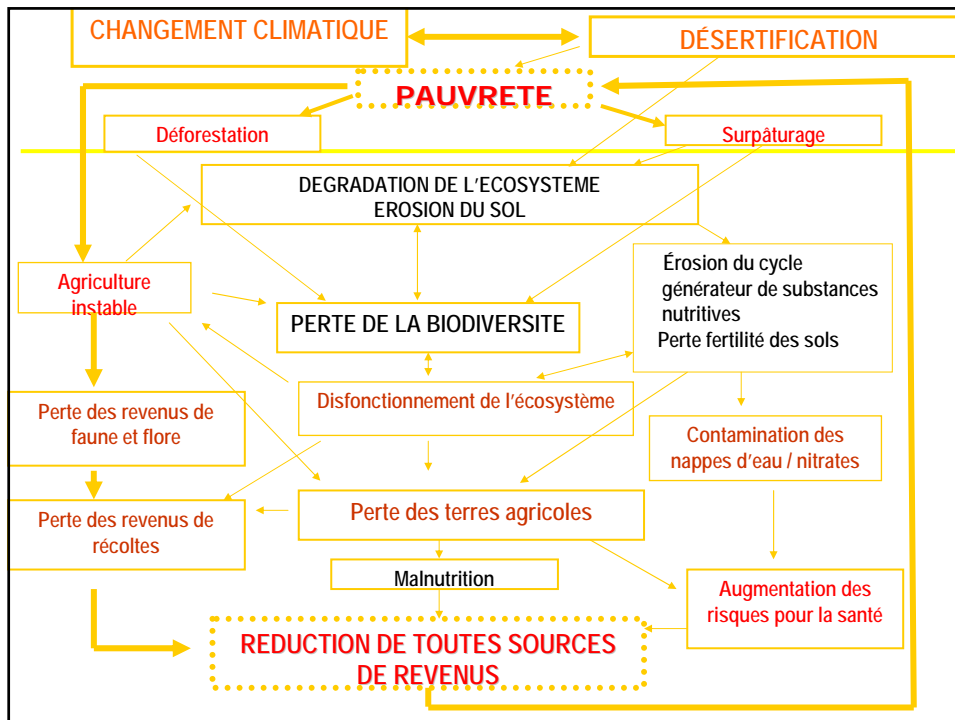 CHANGEMENT CLIMATIQUE
DÉSERTIFICATION
PAUVRETE
Déforestation
Surpâturage
DEGRADATION DE L’ECOSYSTEME
EROSION DU SOL
Agriculture
instable
Érosion du cycle
générateur de substances
nutritives
Perte fertilité des sols
PERTE DE LA BIODIVERSITE
Perte des revenus de
faune et flore
Disfonctionnement de l’écosystème
Contamination des
nappes d’eau / nitrates
Perte des revenus de
récoltes
Perte des terres agricoles
Malnutrition
Augmentation des
risques pour la santé
REDUCTION DE TOUTES SOURCES
DE REVENUS